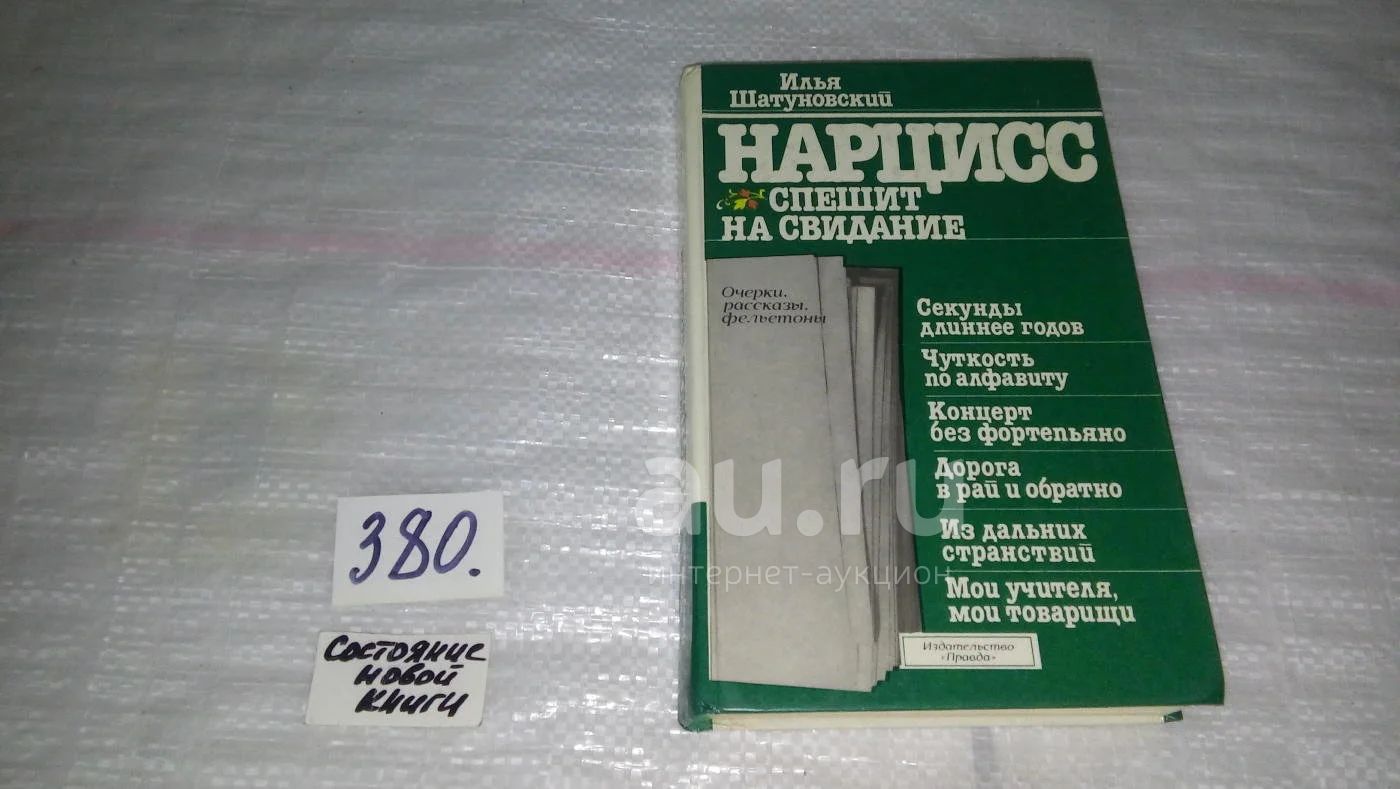 Илья
Шатуновский
НАРЦИСС
СПЕШИТ
НА СВИДАНИЕ
Очерки.
рассказы.
фельетоны
Секунды
длиннее годов
Чуткость
по алфавиту
Концерт
без фортепьяно
Дорога
в рай и обратно
Из дальних
странствий
Мои учителя,
мои товарищи
Издательство
«Правда»
380.
Состояние
новой
книги
au.ru
интернет-аукцион